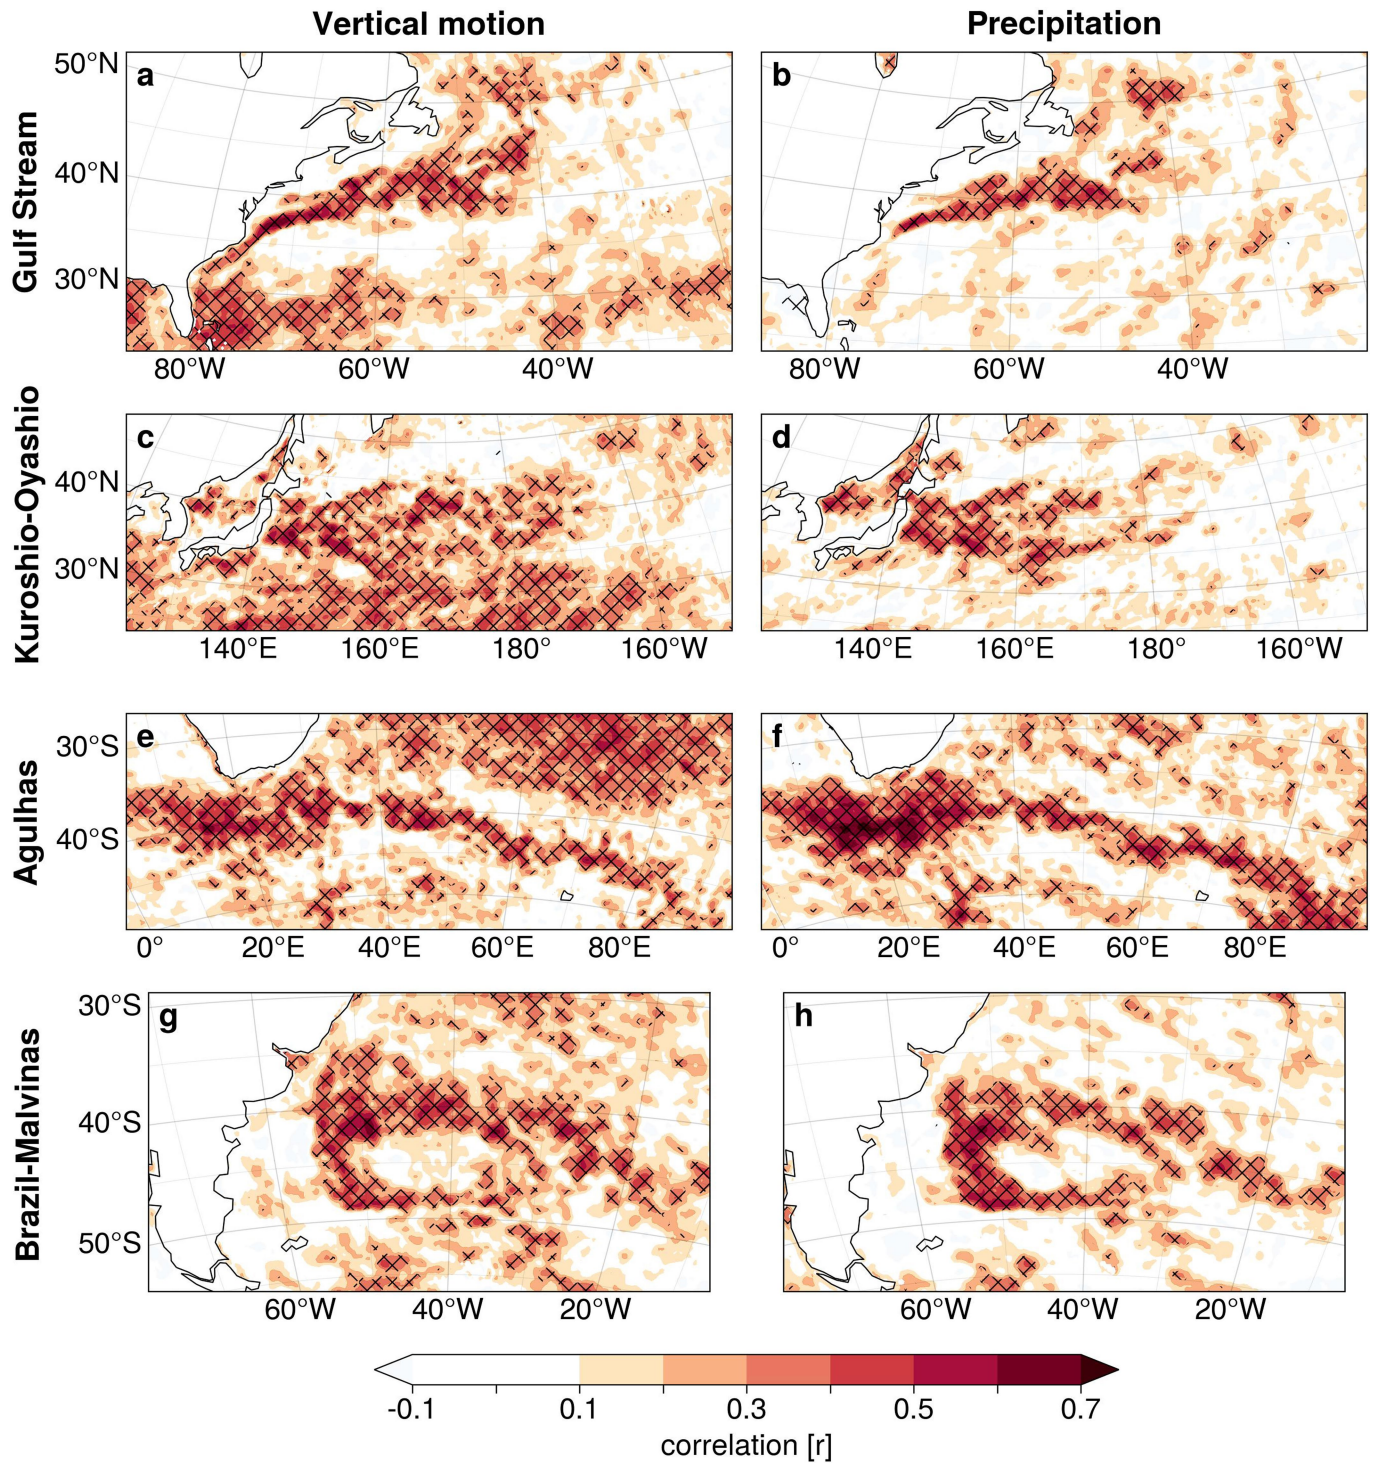 Vertical motion
Precipitation
Gulf Stream
50°N
40°N
30°N
a
b
80°W
60°W
40°W
80°W
60°W
40°W
Kuroshio-Oyashio
40°N
30°N
c
d
140°E
160°E
180°
160°W
140°E
160°E
180°
160°W
Agulhas
30°S
40°S
e
f
0°
20°E
40°E
60°E
80°E
0°
20°E
40°E
60°E
80°E
Brazil-Malvinas
30°S
40°S
50°S
g
h
60°W
40°W
20°W
60°W
40°W
20°W
-0.1
0.1
0.3
0.5
0.7
correlation [r]